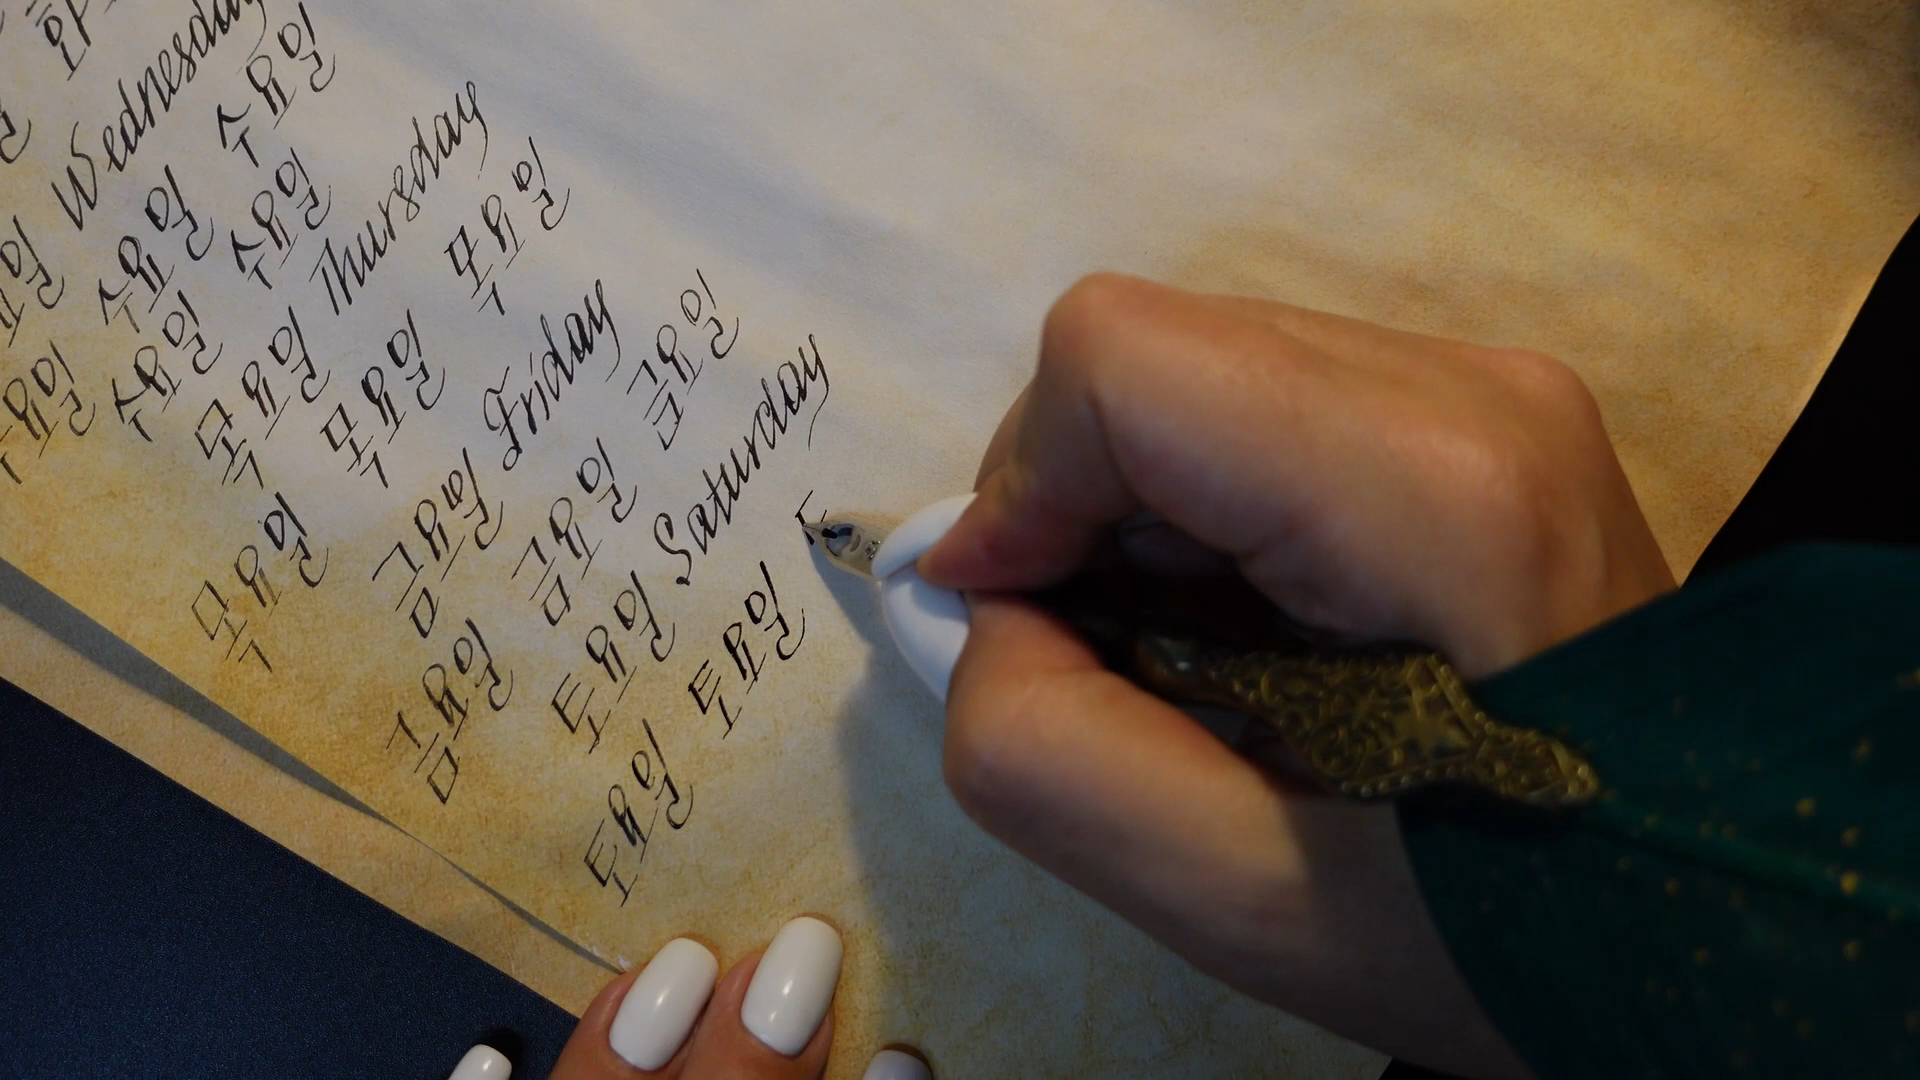 요일 Wednesday
수요일 수요일 수요일
수요일 수요일
목요일 Thursday
목요일 목요일 목요일
금요일 Friday
금요일 금요일 금요일
토요일 Saturday
토요일 토요일